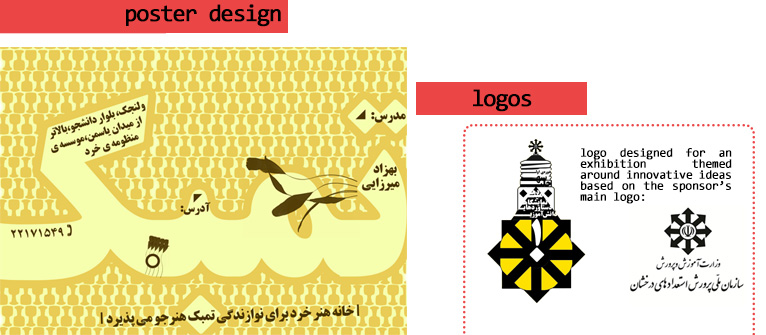 poster design
ولنجک، بلوار دانشجو، بالاتر
از میدان یاسمن، موسسه ی
منظومه ی خرد
مدرس:
بهزاد
میرزایی
آدرس:
۲۲۱۷۱۵۴۹
| خانه هنر خرد برای نوازندگی تمبک هنرجو می پذیرد |
logos
logo designed for an
exhibition themed
around innovative ideas
based on the sponsor's
main logo:
وزارت آموزش و پرورش
سازمان ملی پرورش استعدادهای درخشان